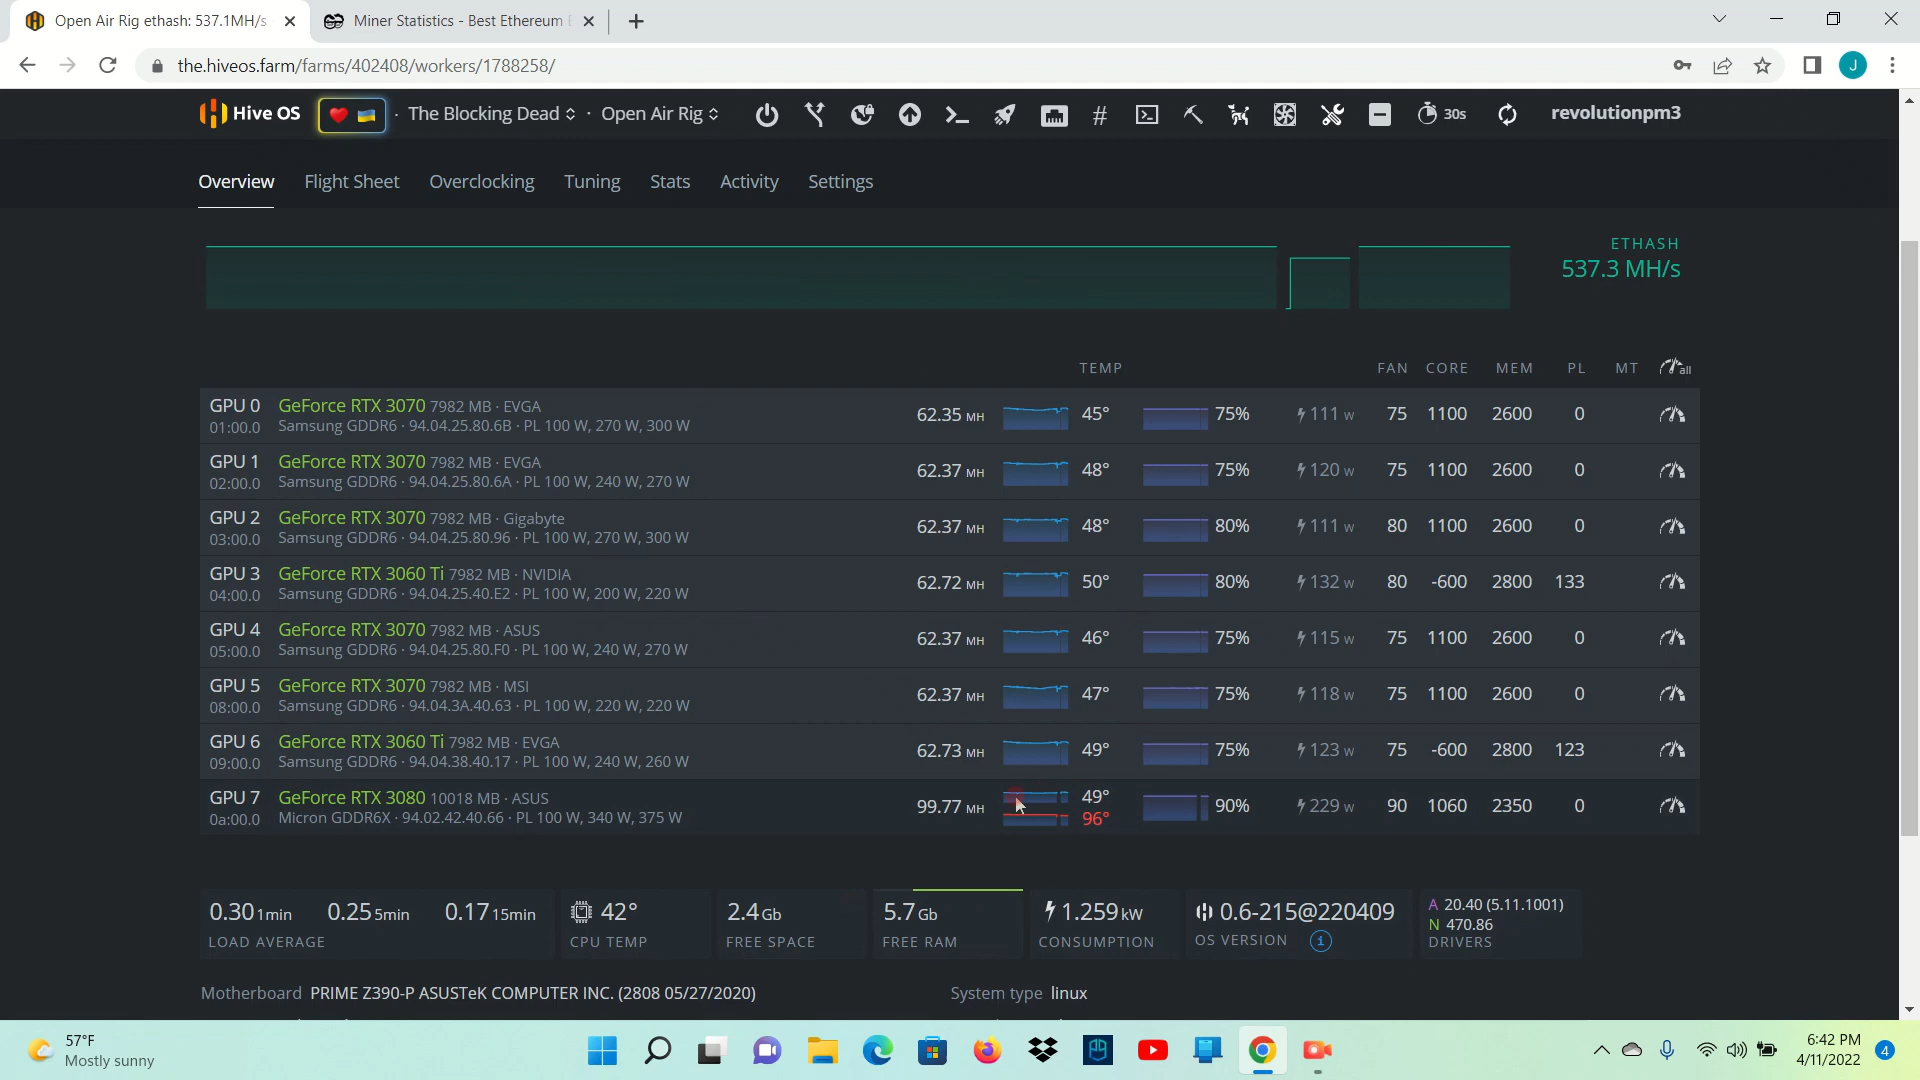 Open Air Rig ethash: 537.1MH/s
Miner Statistics - Best Ethereum
the.hiveos.farm/farms/402408/workers/1788258/
J
Hive OS · The Blocking Dead · Open Air Rig # 30s revolutionpm3
Overview Flight Sheet Overclocking Tuning Stats Activity Settings
ETHASH
537.3 MH/s
TEMP FAN CORE MEM PL MT all
GPU 0 GeForce RTX 3070 7982 MB · EVGA 62.35 MH 45° 75% 111 W 75 1100 2600 0
01:00.0 Samsung GDDR6 · 94.04.25.80.6B · PL 100 W, 270 W, 300 W
GPU 1 GeForce RTX 3070 7982 MB · EVGA 62.37 MH 48° 75% 120 W 75 1100 2600 0
02:00.0 Samsung GDDR6 · 94.04.25.80.6A · PL 100 W, 240 W, 270 W
GPU 2 GeForce RTX 3070 7982 MB · Gigabyte 62.37 MH 48° 80% 111 W 80 1100 2600 0
03:00.0 Samsung GDDR6 · 94.04.25.80.96 · PL 100 W, 270 W, 300 W
GPU 3 GeForce RTX 3060 Ti 7982 MB · NVIDIA 62.72 MH 50° 80% 132 W 80 -600 2800 133
04:00.0 Samsung GDDR6 · 94.04.25.40.E2 · PL 100 W, 200 W, 220 W
GPU 4 GeForce RTX 3070 7982 MB · ASUS 62.37 MH 46° 75% 115 W 75 1100 2600 0
05:00.0 Samsung GDDR6 · 94.04.25.80.F0 · PL 100 W, 240 W, 270 W
GPU 5 GeForce RTX 3070 7982 MB · MSI 62.37 MH 47° 75% 118 W 75 1100 2600 0
08:00.0 Samsung GDDR6 · 94.04.3A.40.63 · PL 100 W, 220 W, 220 W
GPU 6 GeForce RTX 3060 Ti 7982 MB · EVGA 62.73 MH 49° 75% 123 W 75 -600 2800 123
09:00.0 Samsung GDDR6 · 94.04.38.40.17 · PL 100 W, 240 W, 260 W
GPU 7 GeForce RTX 3080 10018 MB · ASUS 99.77 MH 49° 90% 229 W 90 1060 2350 0
0a:00.0 Micron GDDR6X · 94.02.42.40.66 · PL 100 W, 340 W, 375 W 96°
0.30 1min 0.25 5min 0.17 15min 42° 2.4 Gb 5.7 Gb 1.259 kW 0.6-215@220409 A 20.40 (5.11.1001)
N 470.86
LOAD AVERAGE CPU TEMP FREE SPACE FREE RAM CONSUMPTION OS VERSION i DRIVERS
Motherboard PRIME Z390-P ASUSTeK COMPUTER INC. (2808 05/27/2020) System type linux
57°F
Mostly sunny
6:42 PM
4/11/2022
4